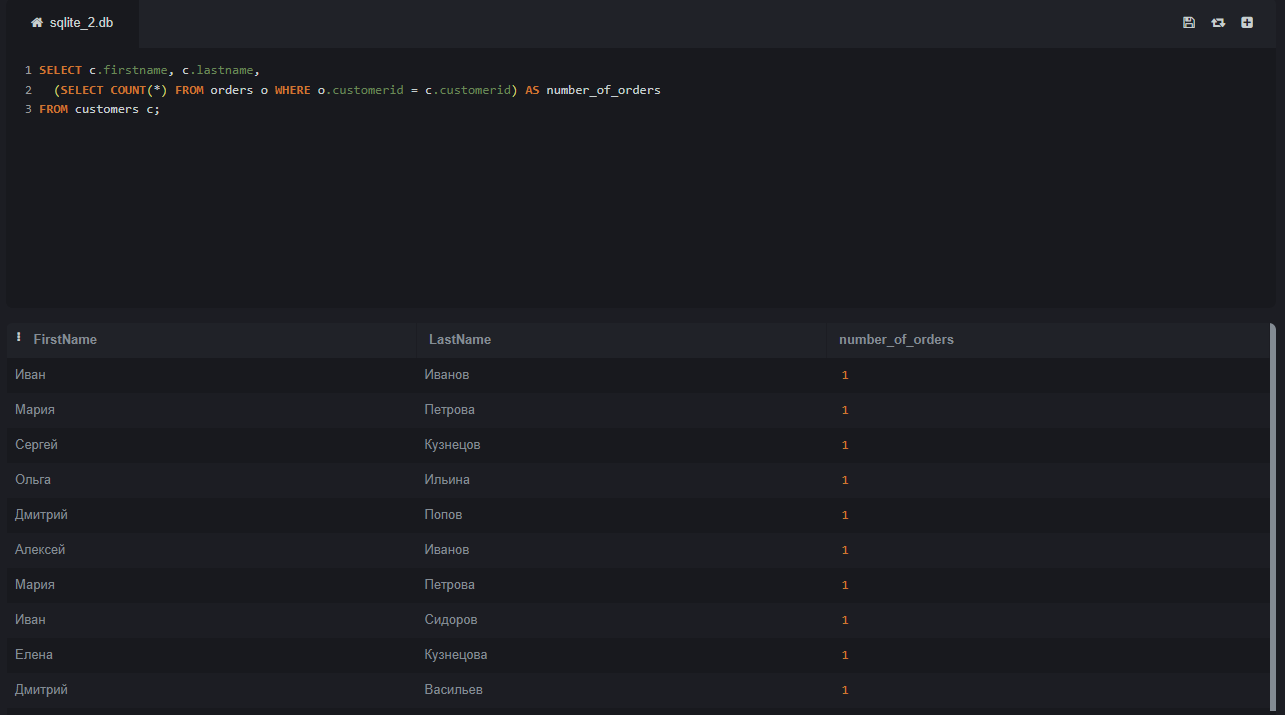 sqlite_2.db
1 SELECT c.firstname, c.lastname,
2   (SELECT COUNT(*) FROM orders o WHERE o.customerid = c.customerid) AS number_of_orders
3 FROM customers c;
FirstName LastName number_of_orders
Иван Иванов 1
Мария Петрова 1
Сергей Кузнецов 1
Ольга Ильина 1
Дмитрий Попов 1
Алексей Иванов 1
Мария Петрова 1
Иван Сидоров 1
Елена Кузнецова 1
Дмитрий Васильев 1